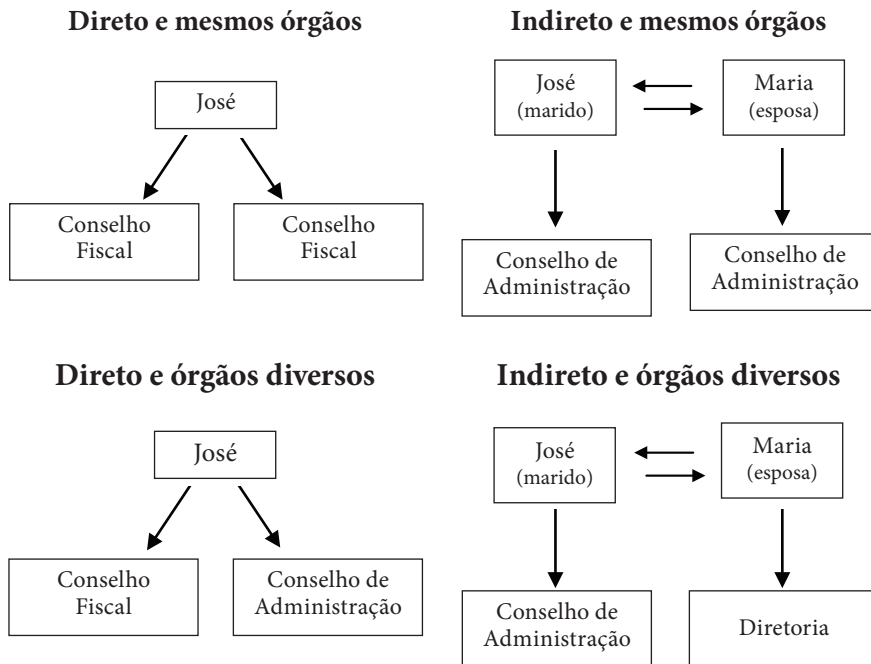 Direto e mesmos órgãos
José
Conselho
Fiscal
Conselho
Fiscal
Indireto e mesmos órgãos
José
(marido)
Maria
(esposa)
Conselho de
Administração
Conselho de
Administração
Direto e órgãos diversos
José
Conselho
Fiscal
Conselho de
Administração
Indireto e órgãos diversos
José
(marido)
Maria
(esposa)
Conselho de
Administração
Diretoria